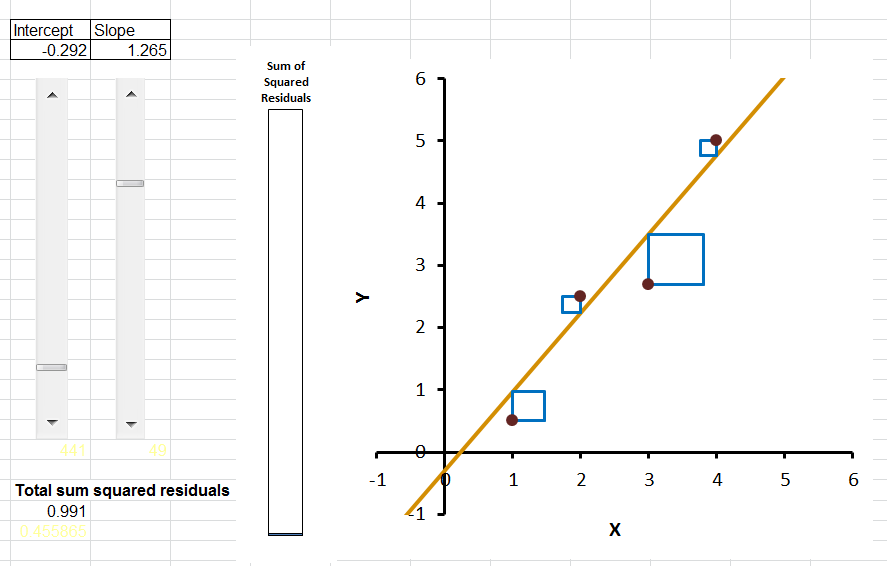 Intercept Slope
-0.292 1.265
Sum of
Squared
Residuals
6
5
4
3
2
1
0
-1
Y
-1 0 1 2 3 4 5 6
X
441 49
Total sum squared residuals
0.991
0.455865